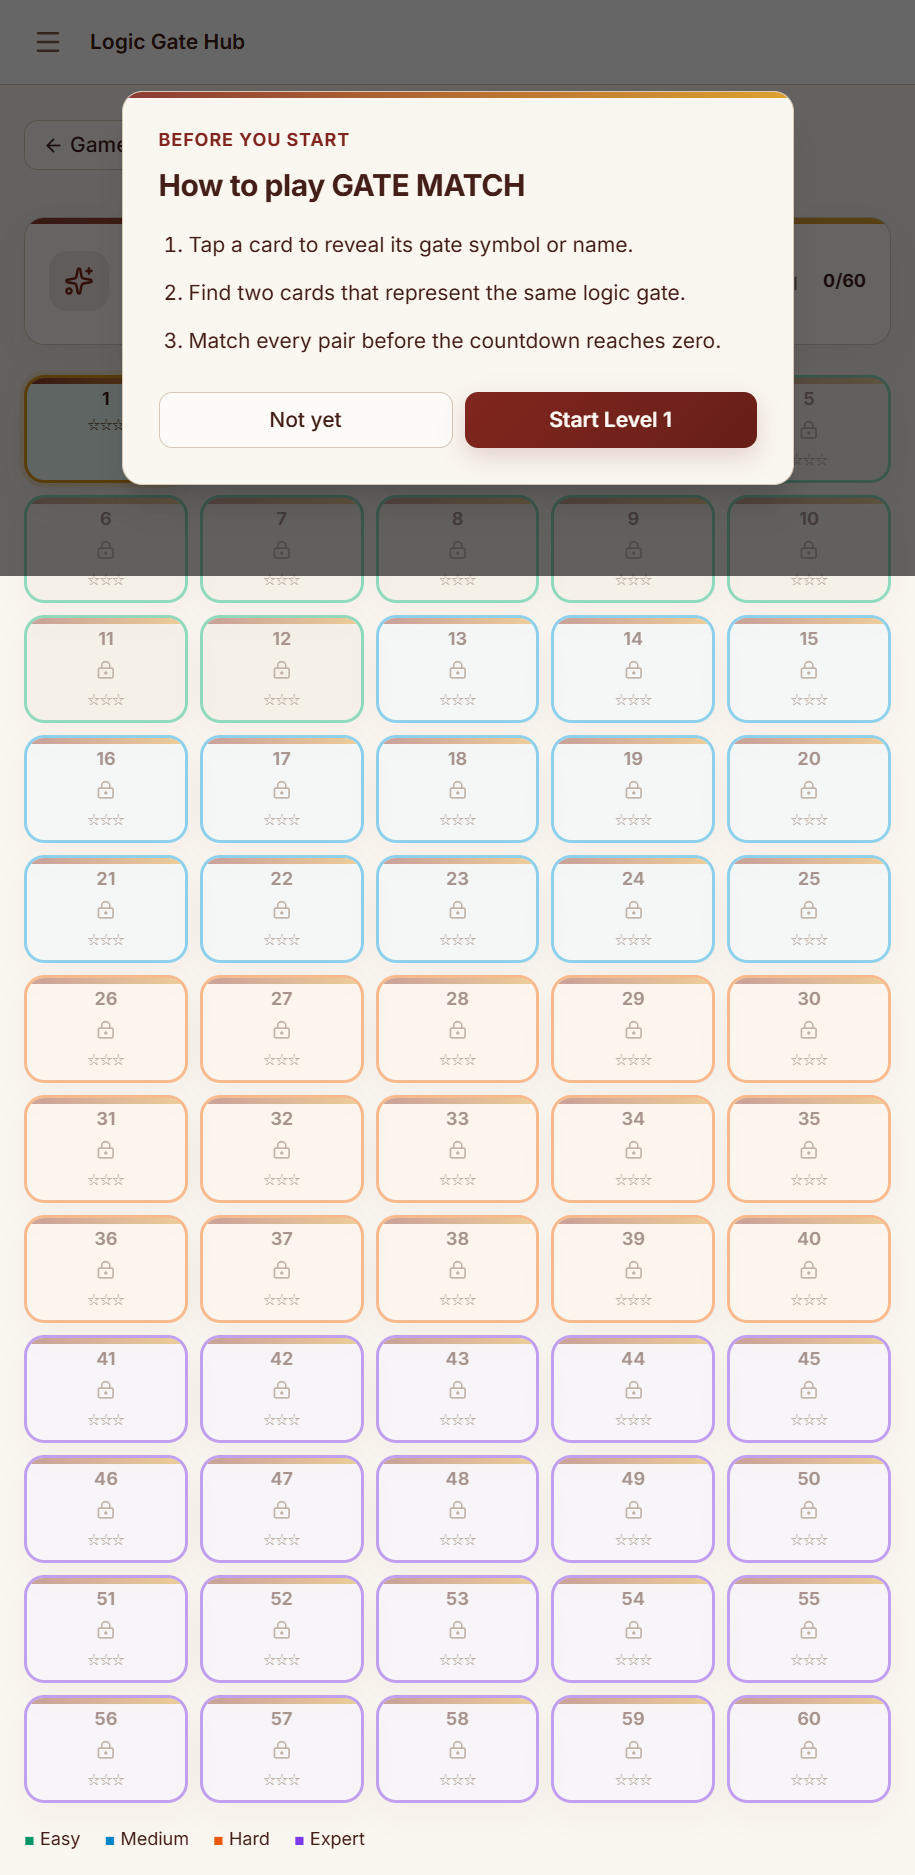 Logic Gate Hub
← Game
BEFORE YOU START
How to play GATE MATCH
1. Tap a card to reveal its gate symbol or name.
2. Find two cards that represent the same logic gate.
3. Match every pair before the countdown reaches zero.
Not yet
Start Level 1
0/60
1
5
6 7 8 9 10
11 12 13 14 15
16 17 18 19 20
21 22 23 24 25
26 27 28 29 30
31 32 33 34 35
36 37 38 39 40
41 42 43 44 45
46 47 48 49 50
51 52 53 54 55
56 57 58 59 60
Easy Medium Hard Expert